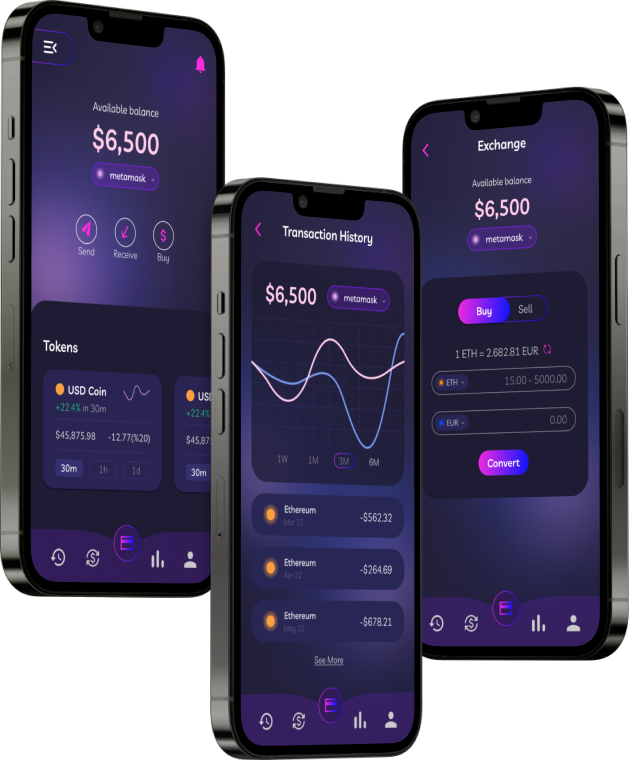 Available balance
$6,500
metamask
Send
Receive
Buy
$
Tokens
USD Coin
+22.4% in 30m
$45,875.98 -12.77(%20)
30m 1h 1d
+22.4%
30m
Transaction History
$6,500
metamask
1W 1M 3M 6M
Ethereum
Mar 22
-$562.32
Ethereum
Apr 22
-$264.69
Ethereum
May 22
-$678.21
See More
Exchange
Available balance
$6,500
metamask
Buy Sell
1 ETH = 2.682.81 EUR
ETH 15.00 - 5000.00
EUR 0.00
Convert